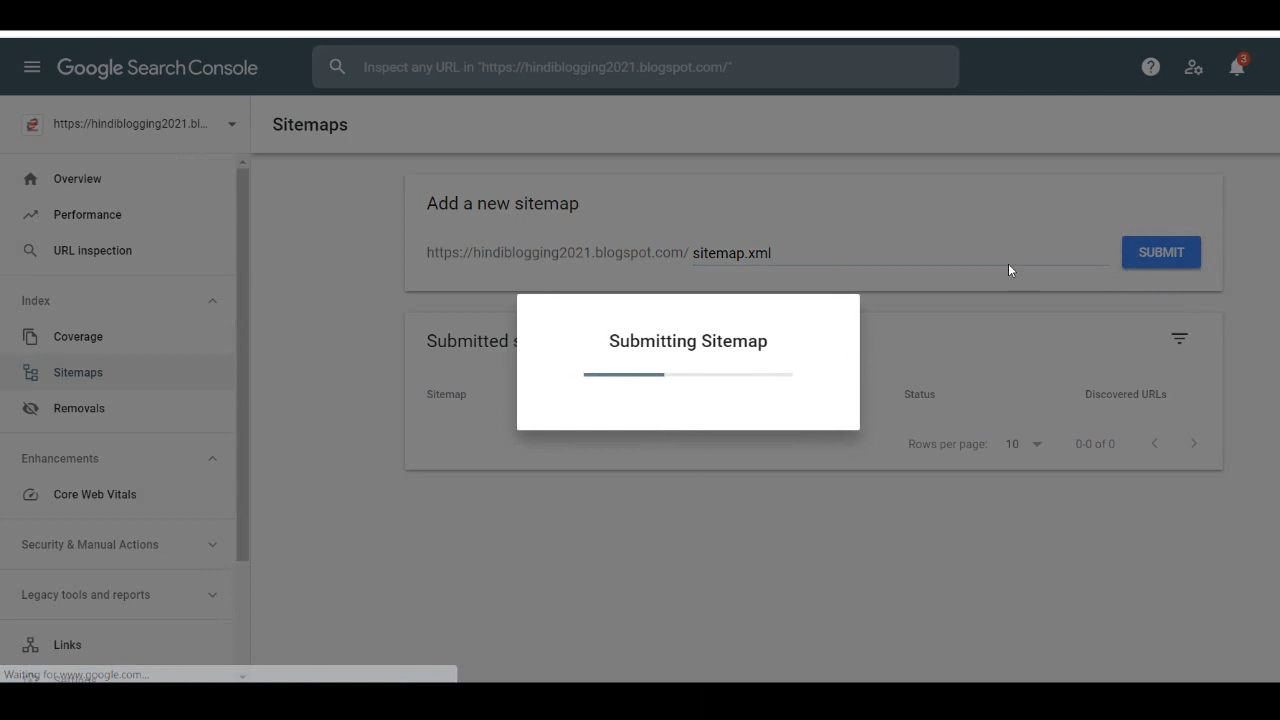 Google Search Console
Inspect any URL in "https://hindiblogging2021.blogspot.com/"
3
https://hindiblogging2021.bl...
Sitemaps
Overview
Performance
URL inspection
Index
Coverage
Sitemaps
Removals
Enhancements
Core Web Vitals
Security & Manual Actions
Legacy tools and reports
Links
Waiting for www.google.com...
Add a new sitemap
https://hindiblogging2021.blogspot.com/ sitemap.xml
SUBMIT
Submitted s
Submitting Sitemap
Sitemap
Status
Discovered URLs
Rows per page: 10
0-0 of 0